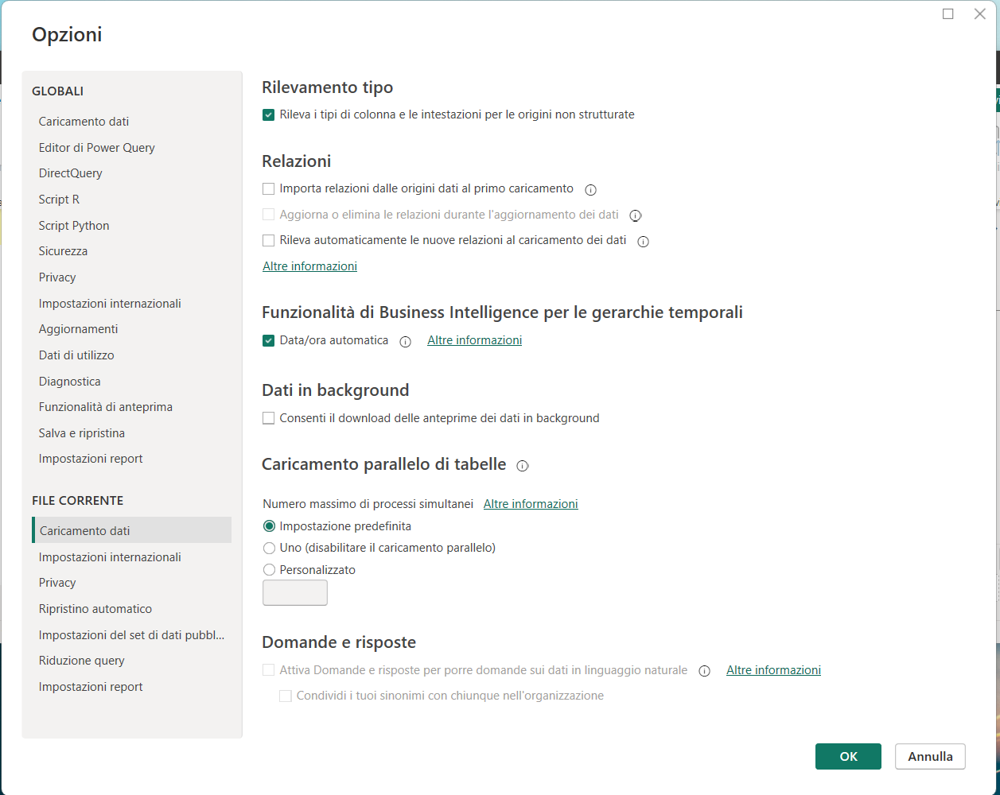 Opzioni
GLOBALI
Caricamento dati
Editor di Power Query
DirectQuery
Script R
Script Python
Sicurezza
Privacy
Impostazioni internazionali
Aggiornamenti
Dati di utilizzo
Diagnostica
Funzionalità di anteprima
Salva e ripristina
Impostazioni report
FILE CORRENTE
Caricamento dati
Impostazioni internazionali
Privacy
Ripristino automatico
Impostazioni del set di dati pubbl...
Riduzione query
Impostazioni report
Rilevamento tipo
Rileva i tipi di colonna e le intestazioni per le origini non strutturate
Relazioni
Importa relazioni dalle origini dati al primo caricamento
Aggiorna o elimina le relazioni durante l'aggiornamento dei dati
Rileva automaticamente le nuove relazioni al caricamento dei dati
Altre informazioni
Funzionalità di Business Intelligence per le gerarchie temporali
Data/ora automatica Altre informazioni
Dati in background
Consenti il download delle anteprime dei dati in background
Caricamento parallelo di tabelle
Numero massimo di processi simultanei Altre informazioni
Impostazione predefinita
Uno (disabilitare il caricamento parallelo)
Personalizzato
Domande e risposte
Attiva Domande e risposte per porre domande sui dati in linguaggio naturale Altre informazioni
Condividi i tuoi sinonimi con chiunque nell'organizzazione
OK Annulla